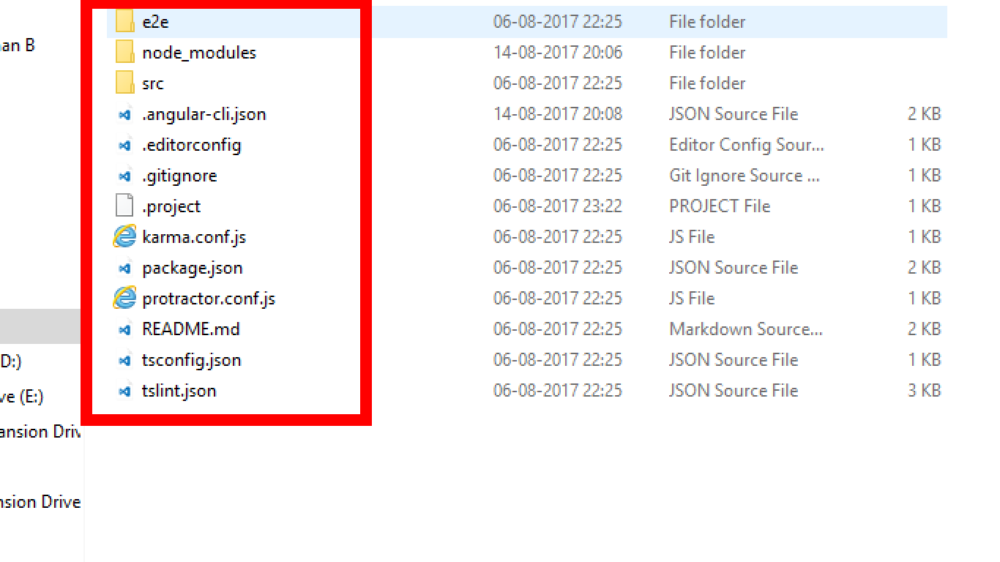 e2e 06-08-2017 22:25 File folder
an B
node_modules 14-08-2017 20:06 File folder
src 06-08-2017 22:25 File folder
.angular-cli.json 14-08-2017 20:08 JSON Source File 2 KB
.editorconfig 06-08-2017 22:25 Editor Config Sour... 1 KB
.gitignore 06-08-2017 22:25 Git Ignore Source ... 1 KB
.project 06-08-2017 23:22 PROJECT File 1 KB
karma.conf.js 06-08-2017 22:25 JS File 1 KB
package.json 06-08-2017 22:25 JSON Source File 2 KB
protractor.conf.js 06-08-2017 22:25 JS File 1 KB
README.md 06-08-2017 22:25 Markdown Source... 2 KB
D:) tsconfig.json 06-08-2017 22:25 JSON Source File 1 KB
ve (E:) tslint.json 06-08-2017 22:25 JSON Source File 3 KB
ansion Driv
nsion Drive